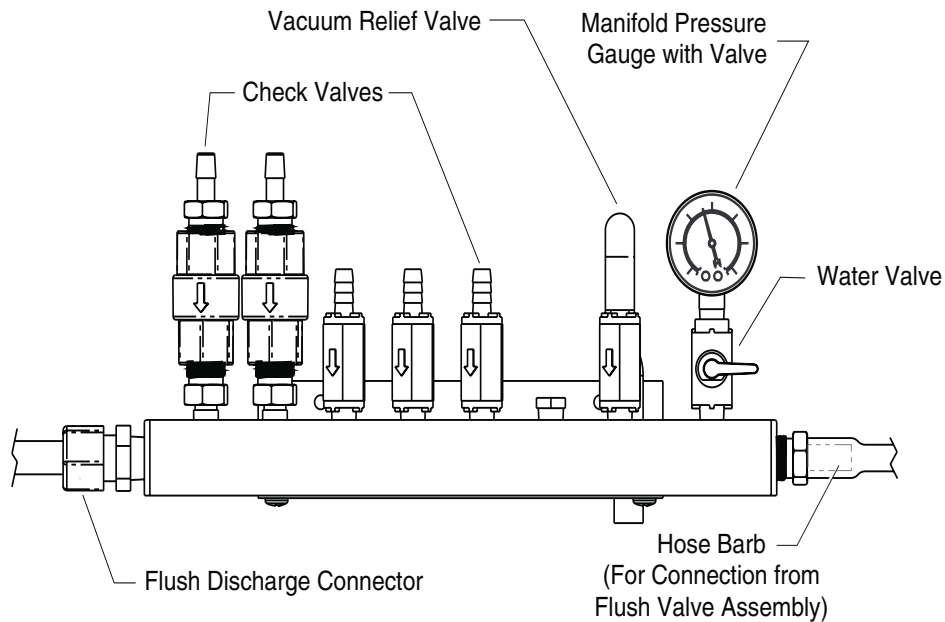 Vacuum Relief Valve
Manifold Pressure
Gauge with Valve
Check Valves
Water Valve
Hose Barb
(For Connection from
Flush Valve Assembly)
Flush Discharge Connector